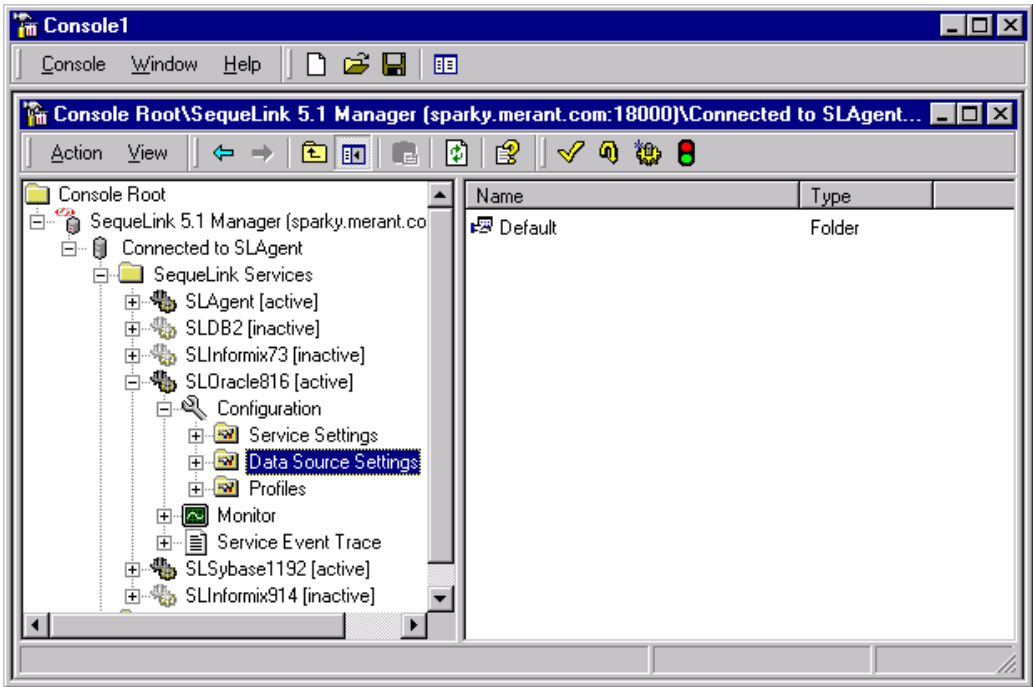 Console1
Console Window Help
Console Root\SequeLink 5.1 Manager (sparky.merant.com:18000)\Connected to SLAgent...
Action View
Console Root
SequeLink 5.1 Manager (sparky.merant.co
Connected to SLAgent
SequeLink Services
SLAgent [active]
SLDB2 [inactive]
SLInformix73 [inactive]
SLOracle816 [active]
Configuration
Service Settings
Data Source Settings
Profiles
Monitor
Service Event Trace
SLSybase1192 [active]
SLInformix914 [inactive]
Name Type
Default Folder